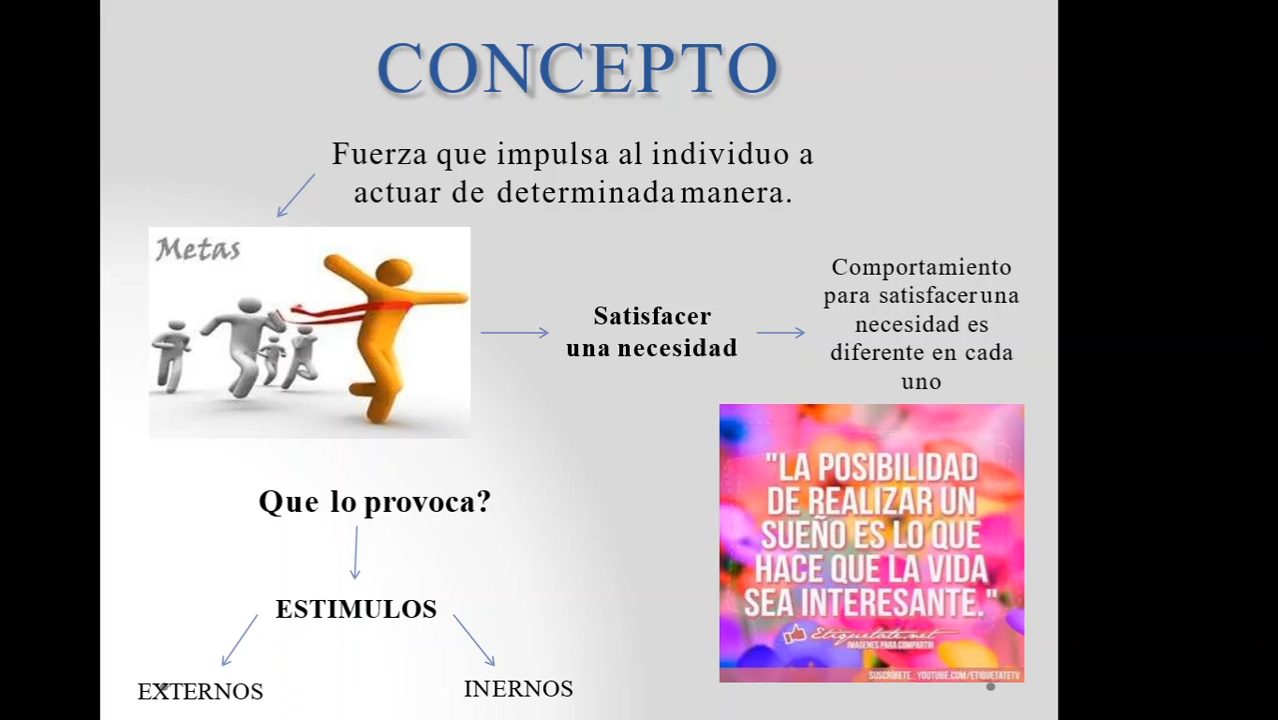 CONCEPTO
Fuerza que impulsa al individuo a
actuar de determinada manera.
Metas
Satisfacer
una necesidad
Comportamiento
para satisfacer una
necesidad es
diferente en cada
uno
Que lo provoca?
ESTIMULOS
EXTERNOS
INERNOS
"LA POSIBILIDAD
DE REALIZAR UN
SUEÑO ES LO QUE
HACE QUE LA VIDA
SEA INTERESANTE."
Etiquetate.net
IMAGENES PARA COMPARTIR
SUSCRÍBETE.: YOUTUBE.COM/ETIQUETATETV